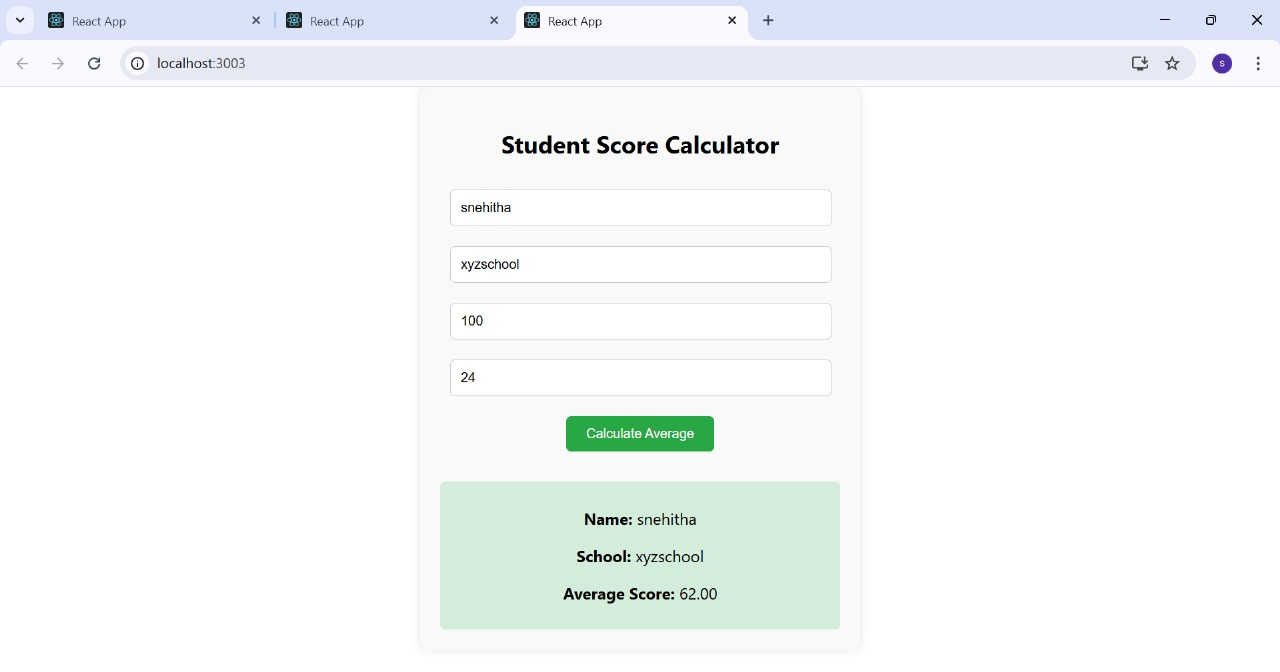 React App React App React App
localhost:3003
s
Student Score Calculator
snehitha
xyzschool
100
24
Calculate Average
Name: snehitha
School: xyzschool
Average Score: 62.00